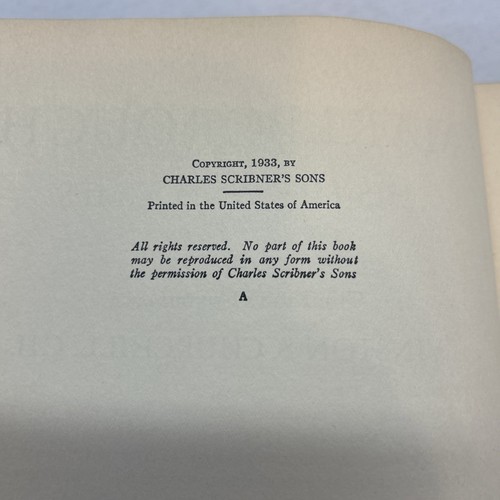 COPYRIGHT, 1933, BY
CHARLES SCRIBNER'S SONS
Printed in the United States of America
All rights reserved. No part of this book
may be reproduced in any form without
the permission of Charles Scribner's Sons
A